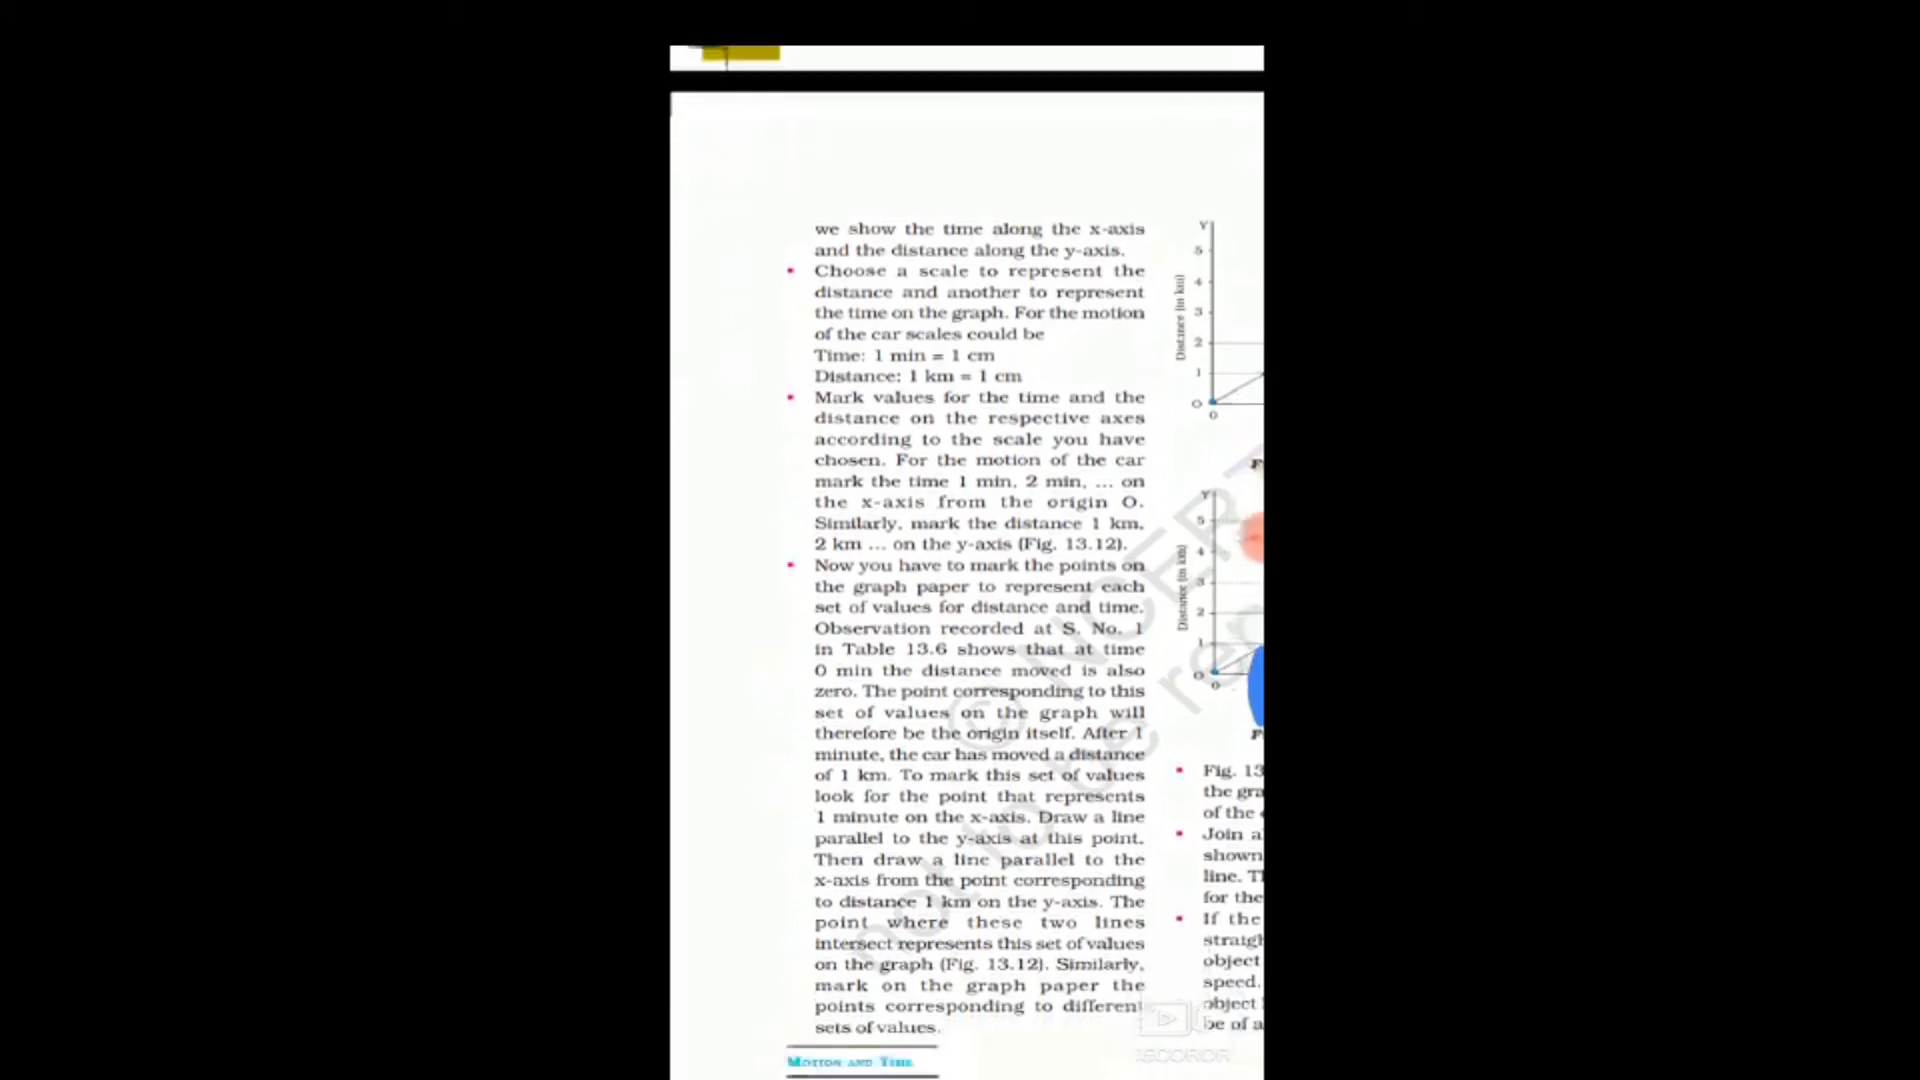 we show the time along the x-axis
and the distance along the y-axis.
▪ Choose a scale to represent the
distance and another to represent
the time on the graph. For the motion
of the car scales could be
Time: 1 min = 1 cm
Distance: 1 km = 1 cm
▪ Mark values for the time and the
distance on the respective axes
according to the scale you have
chosen. For the motion of the car
mark the time 1 min, 2 min, ... on
the x-axis from the origin O.
Similarly, mark the distance 1 km,
2 km ... on the y-axis (Fig. 13.12).
▪ Now you have to mark the points on
the graph paper to represent each
set of values for distance and time.
Observation recorded at S. No. 1
in Table 13.6 shows that at time
0 min the distance moved is also
zero. The point corresponding to this
set of values on the graph will
therefore be the origin itself. After 1
minute, the car has moved a distance
of 1 km. To mark this set of values
look for the point that represents
1 minute on the x-axis. Draw a line
parallel to the y-axis at this point.
Then draw a line parallel to the
x-axis from the point corresponding
to distance 1 km on the y-axis. The
point where these two lines
intersect represents this set of values
on the graph (Fig. 13.12). Similarly,
mark on the graph paper the
points corresponding to different
sets of values.
MOTION AND TIME
Y
5
4
3
2
1
O
0
Distance (in km)
F
Y
5
4
3
2
1
O
0
Distance (in km)
F
▪ Fig. 13
the gra
of the
▪ Join a
shown
line. T
for the
▪ If the
straigh
object
speed.
object
be of a
© NCERT
not to be re